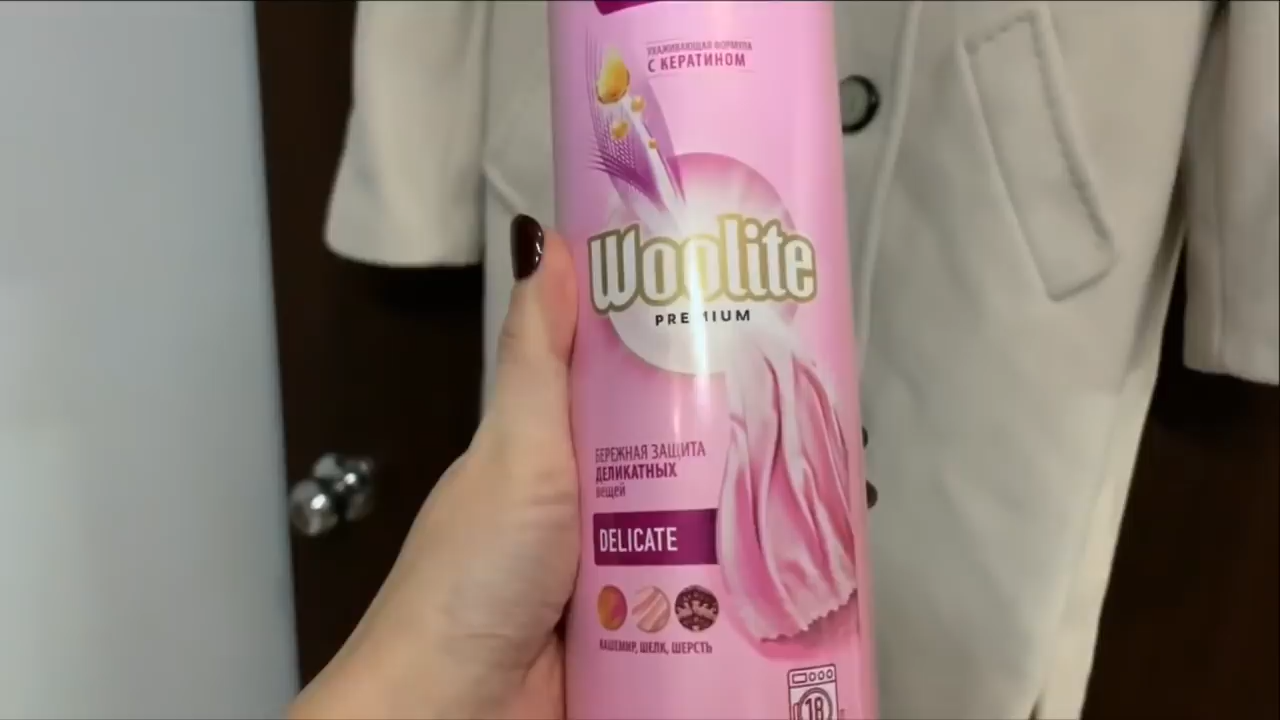 УХАЖИВАЮЩАЯ ФОРМУЛА
С КЕРАТИНОМ
Woolite
PREMIUM
БЕРЕЖНАЯ ЗАЩИТА
ДЕЛИКАТНЫХ
вещей
DELICATE
КАШЕМИР, ШЕЛК, ШЕРСТЬ
18